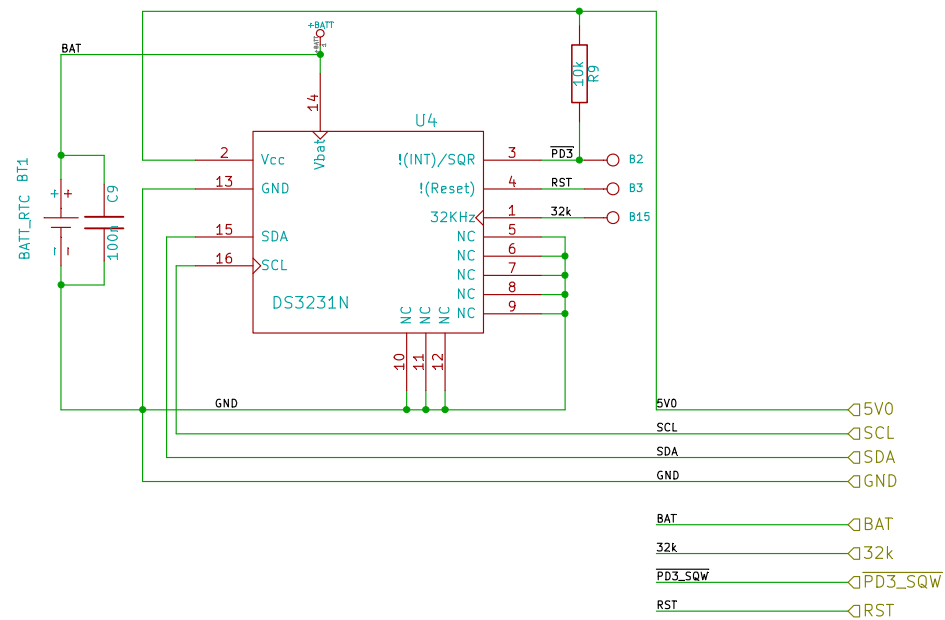 +BATT
+BATT
1
BAT
14
U4
Vbat
10k
R9
2
Vcc
!(INT)/SQR
3
PD3
B2
13
GND
!(Reset)
4
RST
B3
32KHz
1
32k
B15
15
SDA
NC
5
16
SCL
NC
6
NC
7
NC
8
NC
9
DS3231N
NC
NC
NC
10
11
12
BATT_RTC
BT1
+
+
-
-
C9
100n
GND
5V0
5V0
SCL
SCL
SDA
SDA
GND
GND
BAT
BAT
32k
32k
PD3_SQW
PD3_SQW
RST
RST